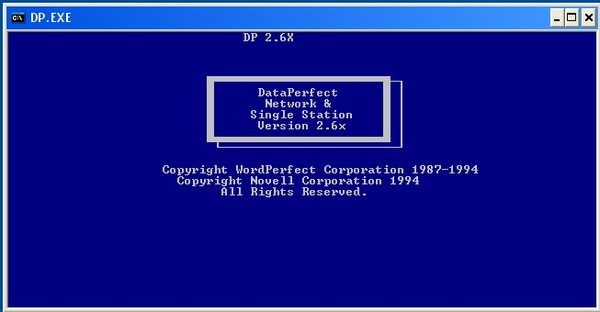 DP.EXE
DP 2.6X
DataPerfect
Network &
Single Station
Version 2.6x
Copyright WordPerfect Corporation 1987-1994
Copyright Novell Corporation 1994
All Rights Reserved.